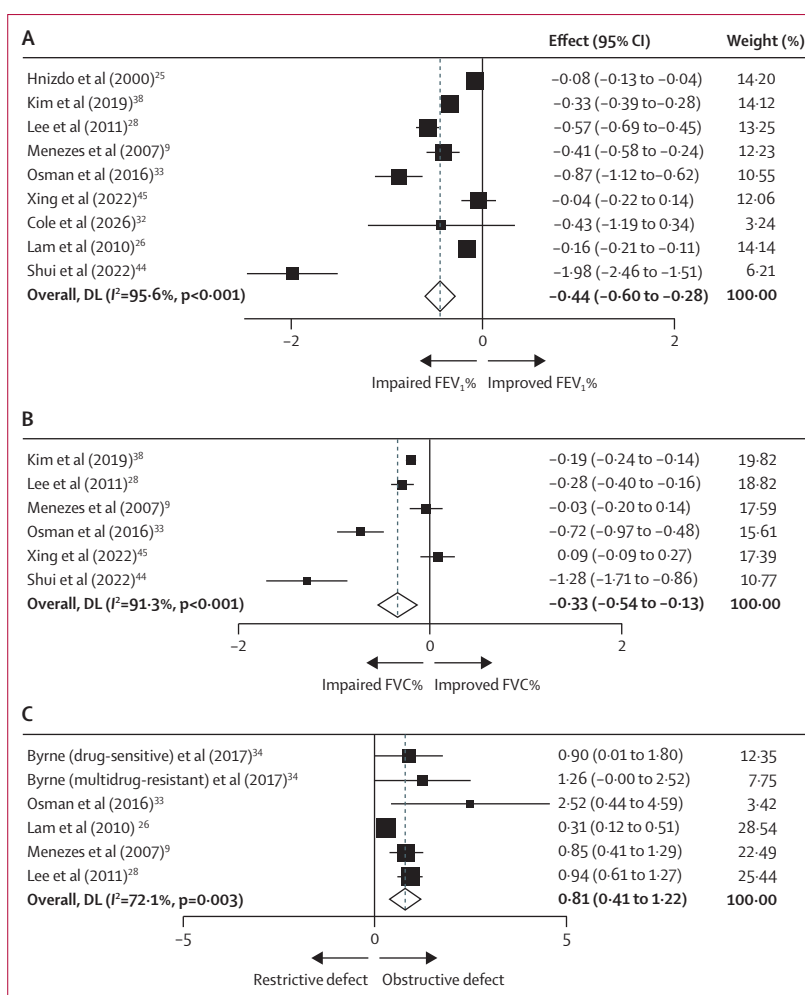 A
Effect (95% CI) Weight (%)
Hnizdo et al (2000)²⁵ –0·08 (–0·13 to –0·04) 14·20
Kim et al (2019)³⁸ –0·33 (–0·39 to –0·28) 14·12
Lee et al (2011)²⁸ –0·57 (–0·69 to –0·45) 13·25
Menezes et al (2007)⁹ –0·41 (–0·58 to –0·24) 12·23
Osman et al (2016)³³ –0·87 (–1·12 to –0·62) 10·55
Xing et al (2022)⁴⁵ –0·04 (–0·22 to 0·14) 12·06
Cole et al (2026)³² –0·43 (–1·19 to 0·34) 3·24
Lam et al (2010)²⁶ –0·16 (–0·21 to –0·11) 14·14
Shui et al (2022)⁴⁴ –1·98 (–2·46 to –1·51) 6·21
Overall, DL (I²=95·6%, p<0·001) –0·44 (–0·60 to –0·28) 100·00
–2 0 2
Impaired FEV₁% Improved FEV₁%
B
Kim et al (2019)³⁸ –0·19 (–0·24 to –0·14) 19·82
Lee et al (2011)²⁸ –0·28 (–0·40 to –0·16) 18·82
Menezes et al (2007)⁹ –0·03 (–0·20 to 0·14) 17·59
Osman et al (2016)³³ –0·72 (–0·97 to –0·48) 15·61
Xing et al (2022)⁴⁵ 0·09 (–0·09 to 0·27) 17·39
Shui et al (2022)⁴⁴ –1·28 (–1·71 to –0·86) 10·77
Overall, DL (I²=91·3%, p<0·001) –0·33 (–0·54 to –0·13) 100·00
–2 0 2
Impaired FVC% Improved FVC%
C
Byrne (drug-sensitive) et al (2017)³⁴ 0·90 (0·01 to 1·80) 12·35
Byrne (multidrug-resistant) et al (2017)³⁴ 1·26 (–0·00 to 2·52) 7·75
Osman et al (2016)³³ 2·52 (0·44 to 4·59) 3·42
Lam et al (2010) ²⁶ 0·31 (0·12 to 0·51) 28·54
Menezes et al (2007)⁹ 0·85 (0·41 to 1·29) 22·49
Lee et al (2011)²⁸ 0·94 (0·61 to 1·27) 25·44
Overall, DL (I²=72·1%, p=0·003) 0·81 (0·41 to 1·22) 100·00
–5 0 5
Restrictive defect Obstructive defect